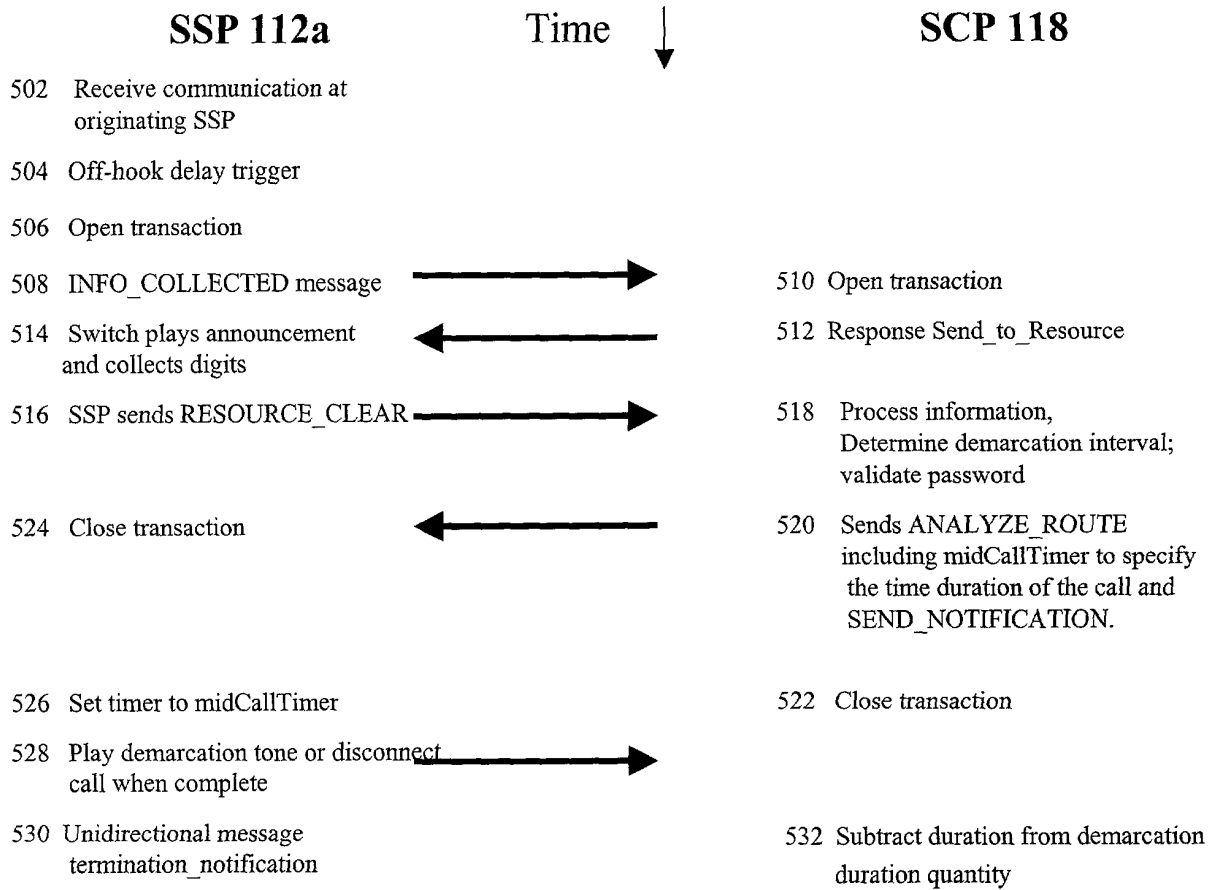 SSP 112a Time SCP 118
502 Receive communication at
originating SSP
504 Off-hook delay trigger
506 Open transaction
508 INFO_COLLECTED message
510 Open transaction
514 Switch plays announcement
and collects digits
512 Response Send_to_Resource
516 SSP sends RESOURCE_CLEAR
518 Process information,
Determine demarcation interval;
validate password
524 Close transaction
520 Sends ANALYZE_ROUTE
including midCallTimer to specify
the time duration of the call and
SEND_NOTIFICATION.
526 Set timer to midCallTimer
522 Close transaction
528 Play demarcation tone or disconnect
call when complete
530 Unidirectional message
termination_notification
532 Subtract duration from demarcation
duration quantity